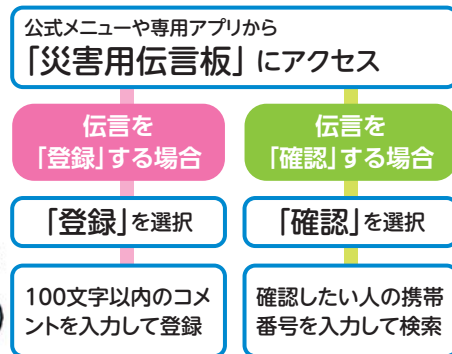 公式メニューや専用アプリから
「災害用伝言板」にアクセス
伝言を
「登録」する場合
「登録」を選択
100文字以内のコメ
ントを入力して登録
伝言を
「確認」する場合
「確認」を選択
確認したい人の携帯
番号を入力して検索